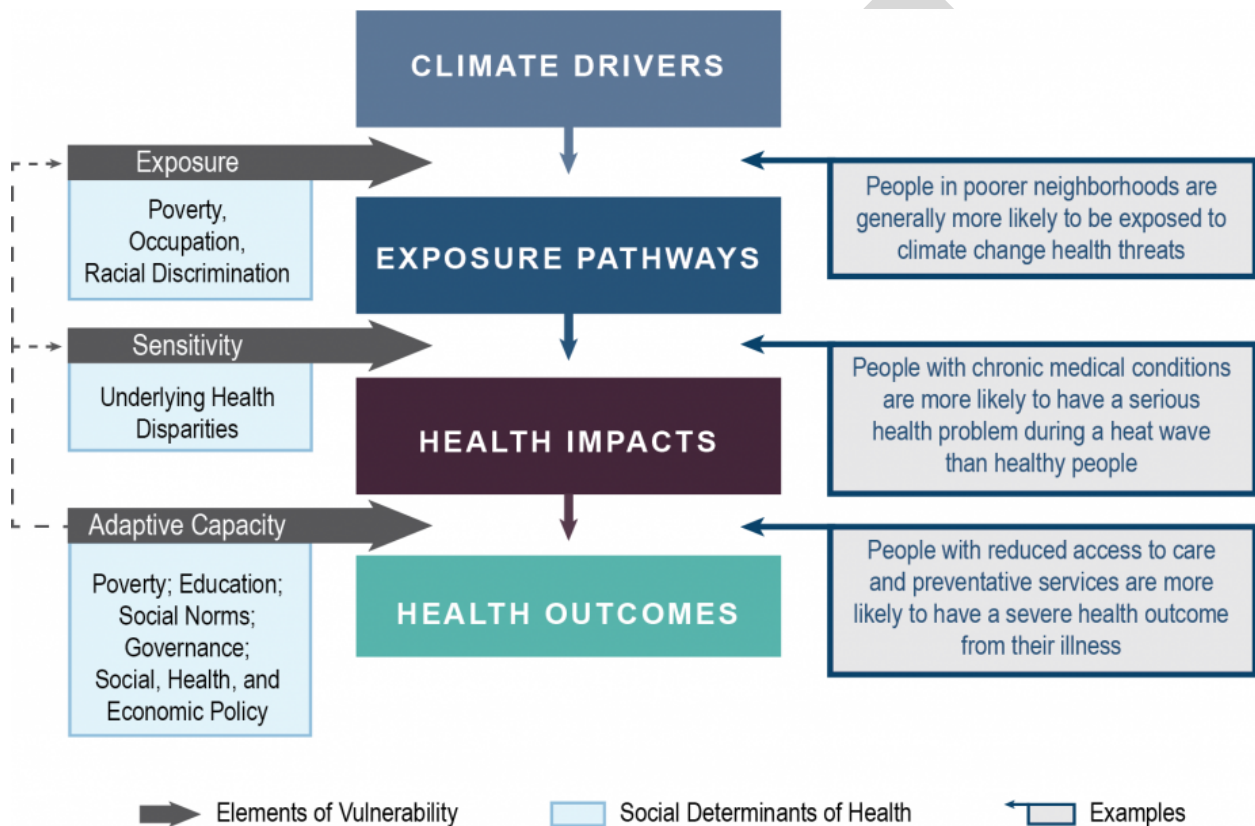 CLIMATE DRIVERS
Exposure
Poverty,
Occupation,
Racial Discrimination
People in poorer neighborhoods are
generally more likely to be exposed to
climate change health threats
EXPOSURE PATHWAYS
Sensitivity
Underlying Health
Disparities
People with chronic medical conditions
are more likely to have a serious
health problem during a heat wave
than healthy people
HEALTH IMPACTS
Adaptive Capacity
Poverty; Education;
Social Norms;
Governance;
Social, Health, and
Economic Policy
People with reduced access to care
and preventative services are more
likely to have a severe health outcome
from their illness
HEALTH OUTCOMES
Elements of Vulnerability
Social Determinants of Health
Examples